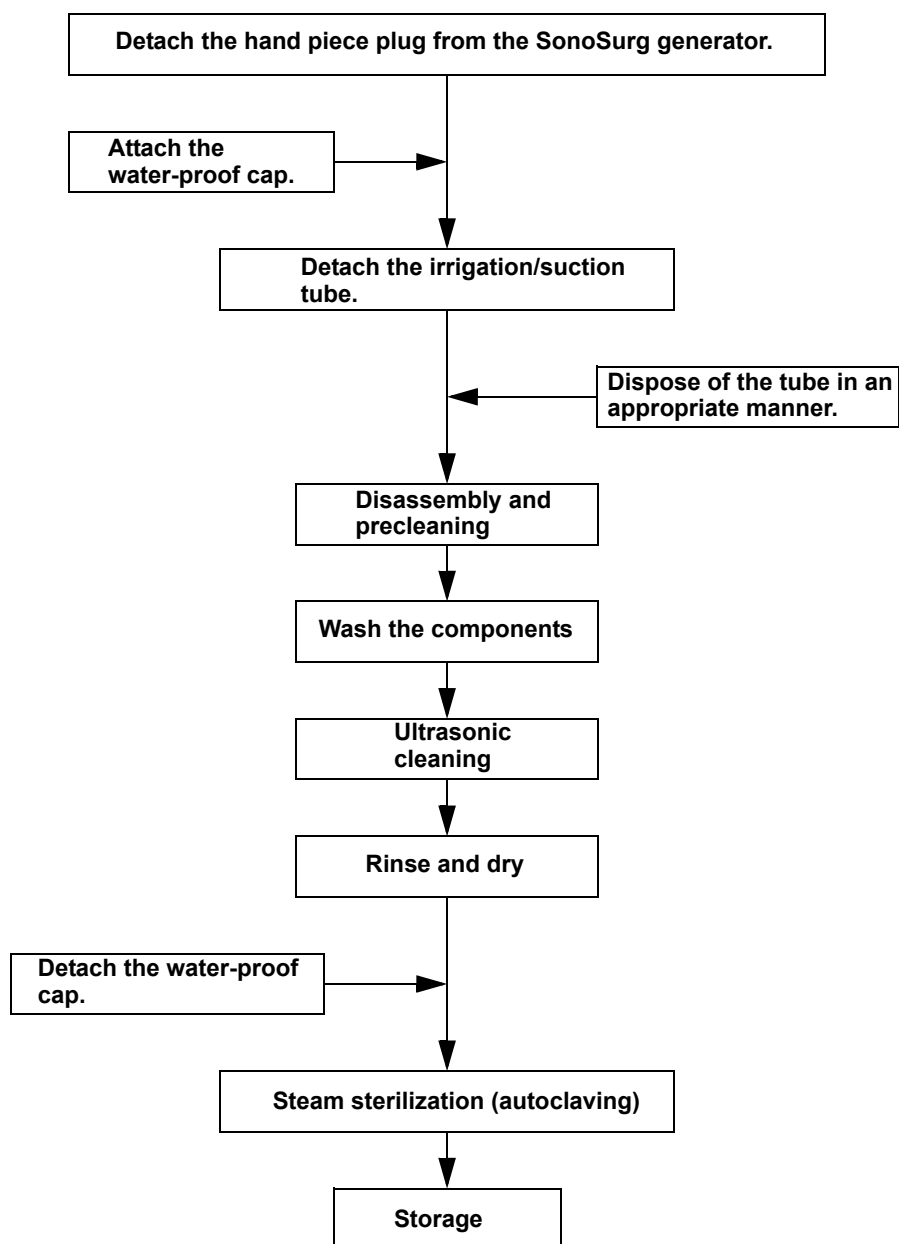 Detach the hand piece plug from the SonoSurg generator.
Attach the
water-proof cap.
Detach the irrigation/suction
tube.
Dispose of the tube in an
appropriate manner.
Disassembly and
precleaning
Wash the components
Ultrasonic
cleaning
Rinse and dry
Detach the water-proof
cap.
Steam sterilization (autoclaving)
Storage